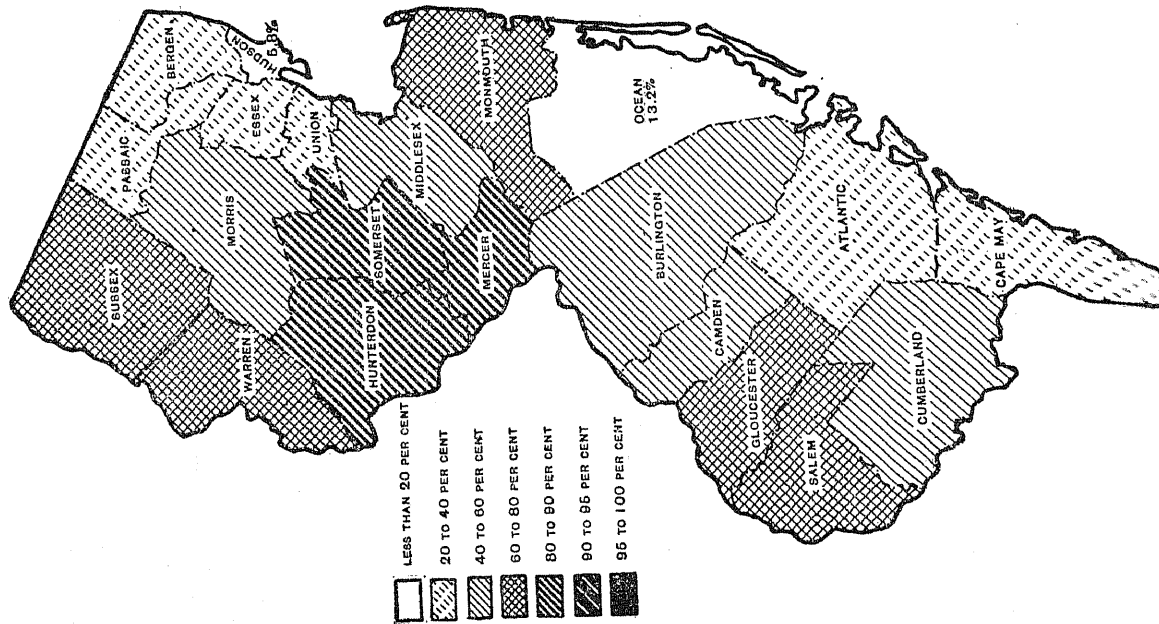 SUSSEX
PASSAIC
BERGEN
HUDSON
5.8%
ESSEX
UNION
MORRIS
WARREN
HUNTERDON
SOMERSET
MIDDLESEX
MERCER
MONMOUTH
OCEAN
13.2%
BURLINGTON
CAMDEN
GLOUCESTER
SALEM
ATLANTIC
CUMBERLAND
CAPE MAY
LESS THAN 20 PER CENT
20 TO 40 PER CENT
40 TO 60 PER CENT
60 TO 80 PER CENT
80 TO 90 PER CENT
90 TO 95 PER CENT
95 TO 100 PER CENT